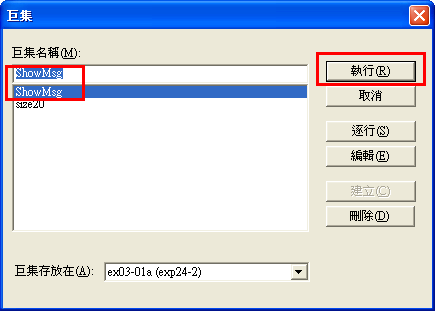 巨集
巨集名稱(M):
ShowMsg
ShowMsg
size20
執行(R)
取消
逐行(S)
編輯(E)
建立(C)
刪除(D)
巨集存放在(A):
ex03-01a (exp24-2)